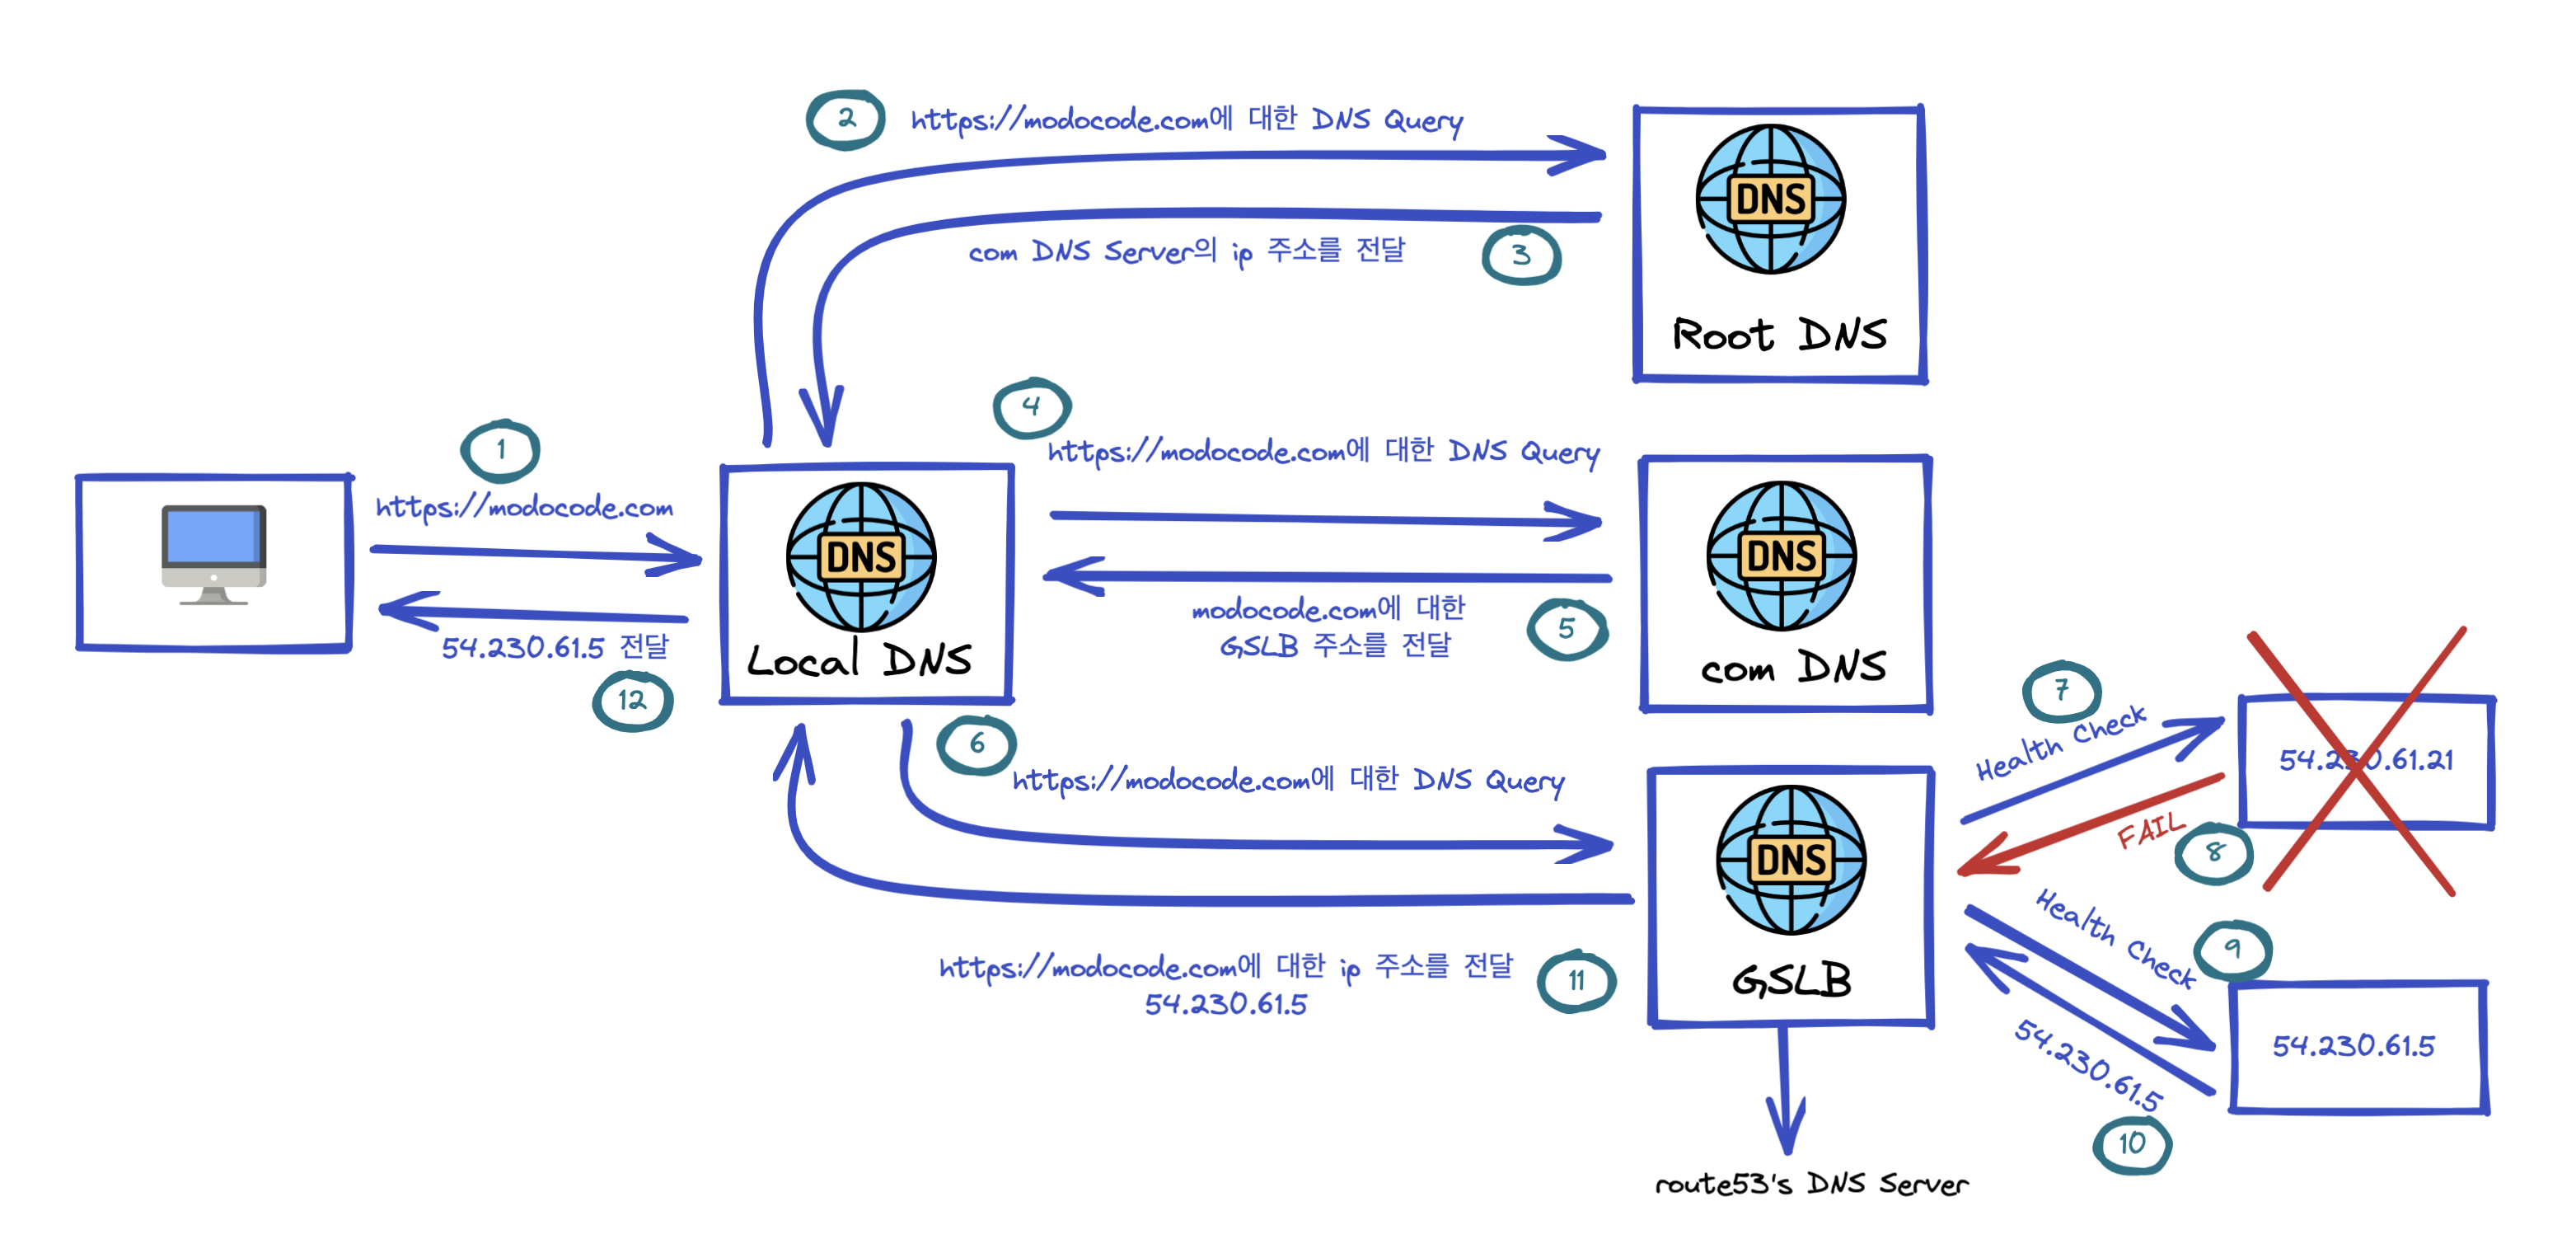 2
https://modocode.com에 대한 DNS Query
com DNS Server의 ip 주소를 전달
3
DNS
Root DNS
1
https://modocode.com
54.230.61.5 전달
12
DNS
Local DNS
4
https://modocode.com에 대한 DNS Query
modocode.com에 대한
GSLB 주소를 전달
5
DNS
com DNS
6
https://modocode.com에 대한 DNS Query
https://modocode.com에 대한 ip 주소를 전달
54.230.61.5
11
DNS
GSLB
route53's DNS Server
7
Health Check
54.230.61.21
FAIL
8
Health Check
9
54.230.61.5
54.230.61.5
10